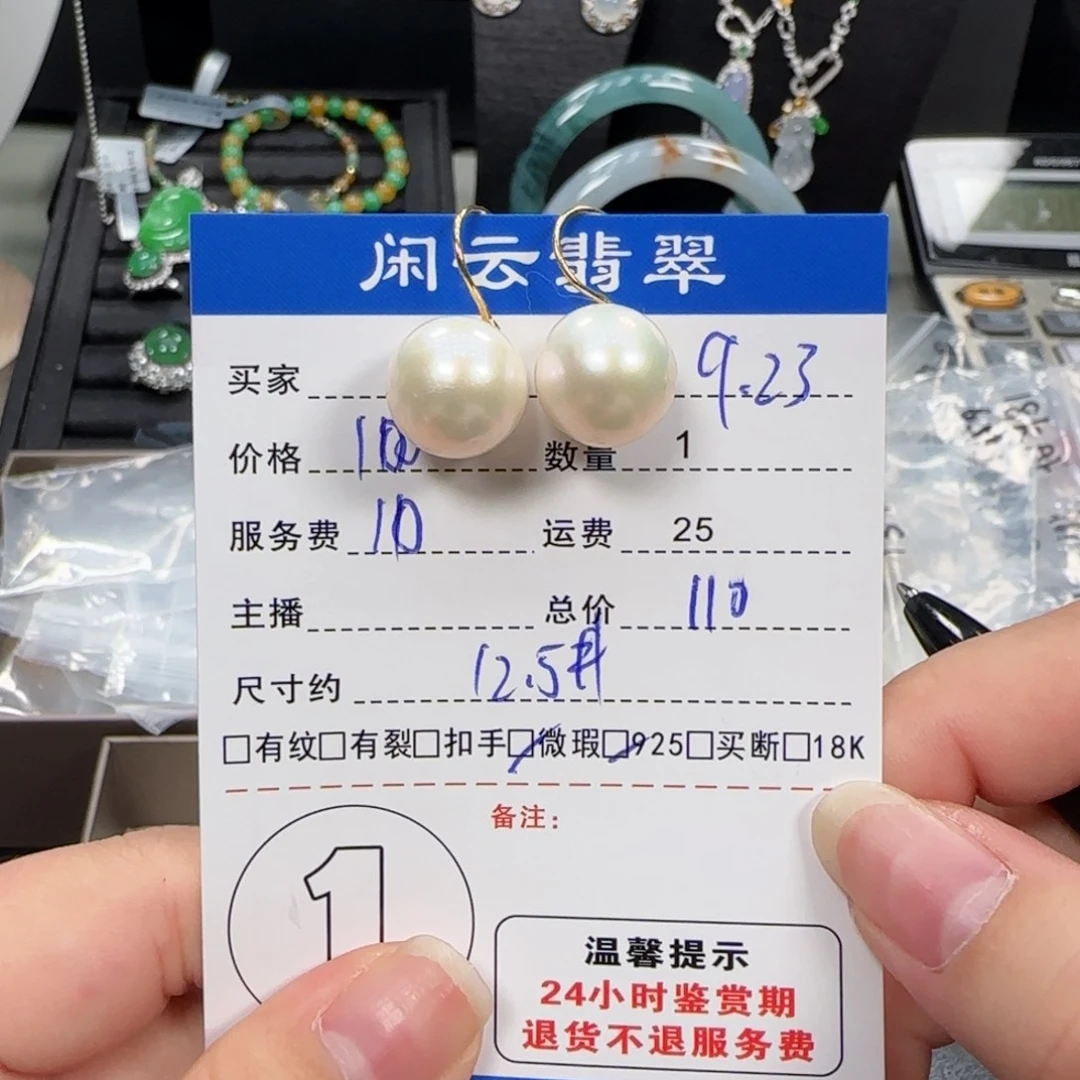 闲云翡翠
买家 9.23
价格 100 数量 1
服务费 10 运费 25
主播 总价 110
尺寸约 12.5
□有纹□有裂□扣手□微瑕□925□买断□18K
备注:
1
温馨提示
24小时鉴赏期
退货不退服务费